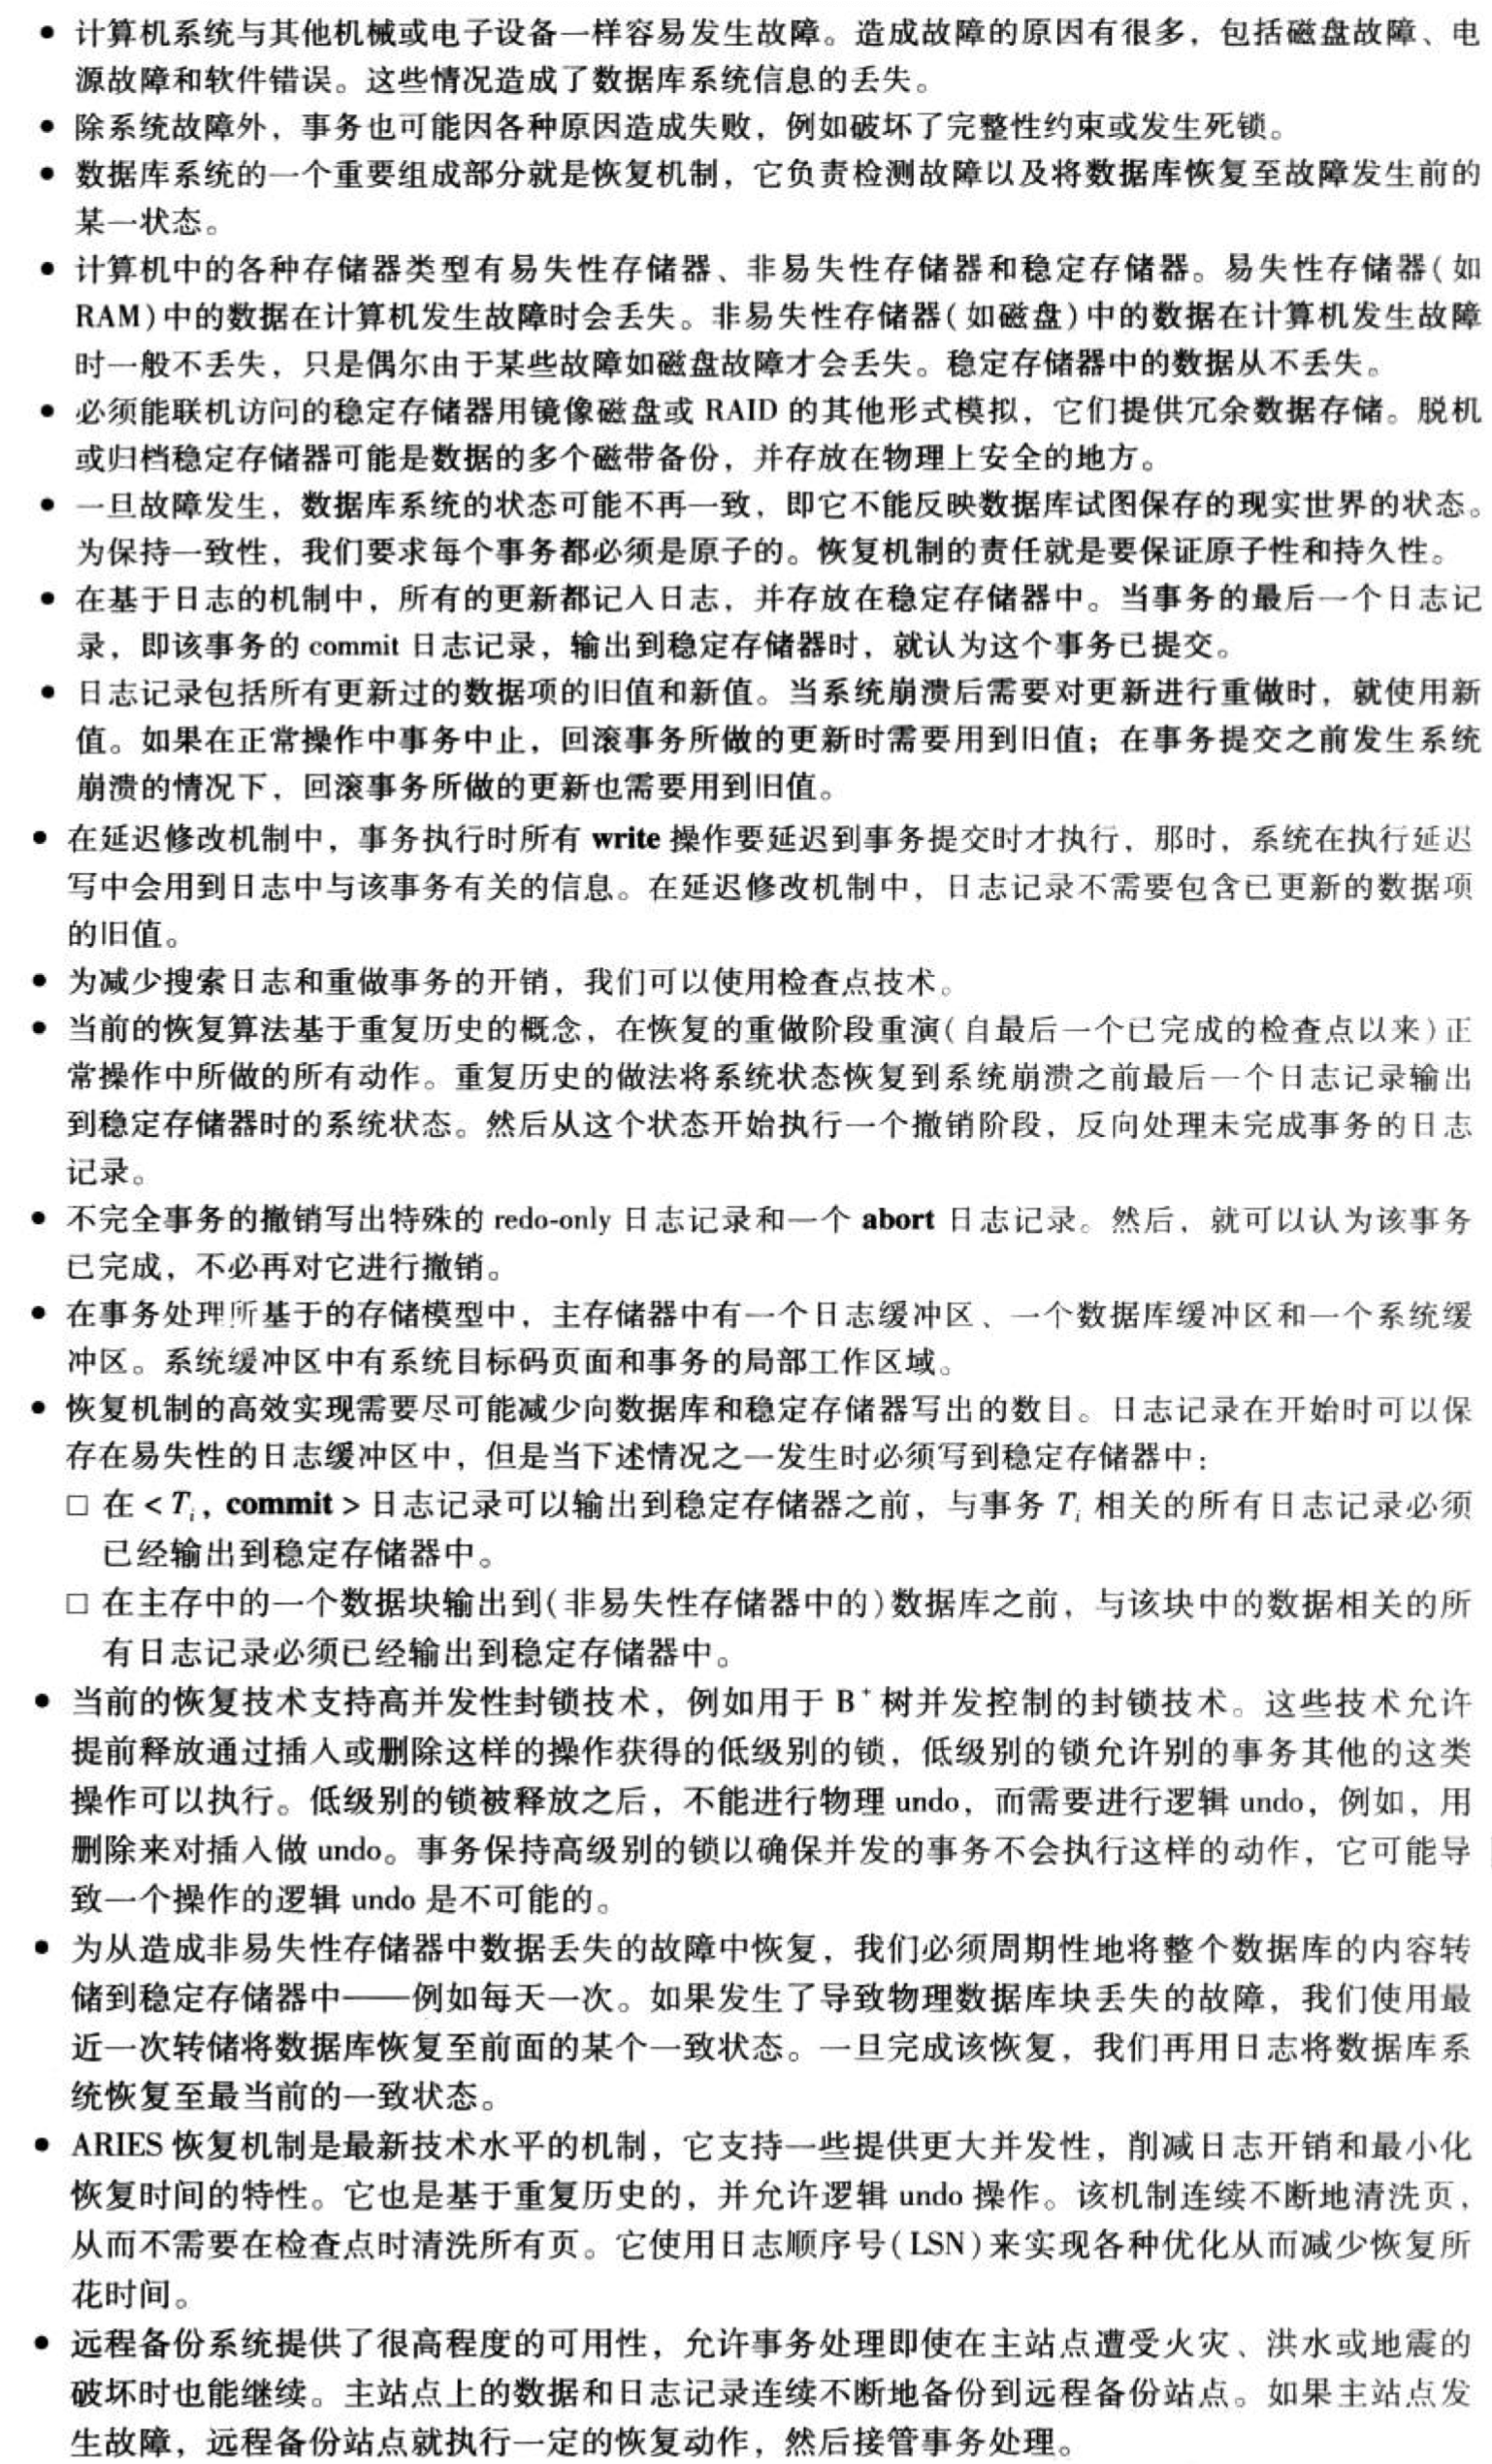 ● 计算机系统与其他机械或电子设备一样容易发生故障。造成故障的原因有很多，包括磁盘故障、电
源故障和软件错误。这些情况造成了数据库系统信息的丢失。
● 除系统故障外，事务也可能因各种原因造成失败，例如破坏了完整性约束或发生死锁。
● 数据库系统的一个重要组成部分就是恢复机制，它负责检测故障以及将数据库恢复至故障发生前的
某一状态。
● 计算机中的各种存储器类型有易失性存储器、非易失性存储器和稳定存储器。易失性存储器(如
RAM)中的数据在计算机发生故障时会丢失。非易失性存储器(如磁盘)中的数据在计算机发生故障
时一般不丢失，只是偶尔由于某些故障如磁盘故障才会丢失。稳定存储器中的数据从不丢失。
● 必须能联机访问的稳定存储器用镜像磁盘或 RAID 的其他形式模拟，它们提供冗余数据存储。脱机
或归档稳定存储器可能是数据的多个磁带备份，并存放在物理上安全的地方。
● 一旦故障发生，数据库系统的状态可能不再一致，即它不能反映数据库试图保存的现实世界的状态。
为保持一致性，我们要求每个事务都必须是原子的。恢复机制的责任就是要保证原子性和持久性。
● 在基于日志的机制中，所有的更新都记入日志，并存放在稳定存储器中。当事务的最后一个日志记
录，即该事务的 commit 日志记录，输出到稳定存储器时，就认为这个事务已提交。
● 日志记录包括所有更新过的数据项的旧值和新值。当系统崩溃后需要对更新进行重做时，就使用新
值。如果在正常操作中事务中止，回滚事务所做的更新时需要用到旧值；在事务提交之前发生系统
崩溃的情况下，回滚事务所做的更新也需要用到旧值。
● 在延迟修改机制中，事务执行时所有 write 操作要延迟到事务提交时才执行，那时，系统在执行延迟
写中会用到日志中与该事务有关的信息。在延迟修改机制中，日志记录不需要包含已更新的数据项
的旧值。
● 为减少搜索日志和重做事务的开销，我们可以使用检查点技术。
● 当前的恢复算法基于重复历史的概念，在恢复的重做阶段重演(自最后一个已完成的检查点以来)正
常操作中所做的所有动作。重复历史的做法将系统状态恢复到系统崩溃之前最后一个日志记录输出
到稳定存储器时的系统状态。然后从这个状态开始执行一个撤销阶段，反向处理未完成事务的日志
记录。
● 不完全事务的撤销写出特殊的 redo-only 日志记录和一个 abort 日志记录。然后，就可以认为该事务
已完成，不必再对它进行撤销。
● 在事务处理所基于的存储模型中，主存储器中有一个日志缓冲区、一个数据库缓冲区和一个系统缓
冲区。系统缓冲区中有系统目标码页面和事务的局部工作区域。
● 恢复机制的高效实现需要尽可能减少向数据库和稳定存储器写出的数目。日志记录在开始时可以保
存在易失性的日志缓冲区中，但是当下述情况之一发生时必须写到稳定存储器中：
□ 在 < Ti, commit > 日志记录可以输出到稳定存储器之前，与事务 Ti 相关的所有日志记录必须
已经输出到稳定存储器中。
□ 在主存中的一个数据块输出到(非易失性存储器中的)数据库之前，与该块中的数据相关的所
有日志记录必须已经输出到稳定存储器中。
● 当前的恢复技术支持高并发性封锁技术，例如用于 B⁺ 树并发控制的封锁技术。这些技术允许
提前释放通过插入或删除这样的操作获得的低级别的锁，低级别的锁允许别的事务其他的这类
操作可以执行。低级别的锁被释放之后，不能进行物理 undo，而需要进行逻辑 undo，例如，用
删除来对插入做 undo。事务保持高级别的锁以确保并发的事务不会执行这样的动作，它可能导
致一个操作的逻辑 undo 是不可能的。
● 为从造成非易失性存储器中数据丢失的故障中恢复，我们必须周期性地将整个数据库的内容转
储到稳定存储器中——例如每天一次。如果发生了导致物理数据库块丢失的故障，我们使用最
近一次转储将数据库恢复至前面的某个一致状态。一旦完成该恢复，我们再用日志将数据库系
统恢复至最当前的一致状态。
● ARIES 恢复机制是最新技术水平的机制，它支持一些提供更大并发性，削减日志开销和最小化
恢复时间的特性。它也是基于重复历史的，并允许逻辑 undo 操作。该机制连续不断地清洗页，
从而不需要在检查点时清洗所有页。它使用日志顺序号(LSN)来实现各种优化从而减少恢复所
花时间。
● 远程备份系统提供了很高程度的可用性，允许事务处理即使在主站点遭受火灾、洪水或地震的
破坏时也能继续。主站点上的数据和日志记录连续不断地备份到远程备份站点。如果主站点发
生故障，远程备份站点就执行一定的恢复动作，然后接管事务处理。